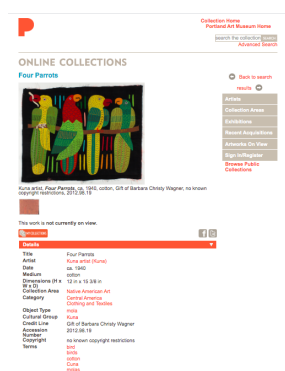 Collection Home
Portland Art Museum Home
search the collection SEARCH
Advanced Search
ONLINE COLLECTIONS
Four Parrots
Back to search
results
Artists
Collection Areas
Exhibitions
Recent Acquisitions
Artworks On View
Sign In/Register
Browse Public
Collections
Kuna artist, Four Parrots, ca. 1940, cotton, Gift of Barbara Christy Wagner, no known
copyright restrictions, 2012.98.19
This work is not currently on view.
Details
Title Four Parrots
Artist Kuna artist (Kuna)
Date ca. 1940
Medium cotton
Dimensions (H x
W x D) 12 in x 15 3/8 in
Collection Area Native American Art
Category Central America
Clothing and Textiles
Object Type mola
Cultural Group Kuna
Credit Line Gift of Barbara Christy Wagner
Accession
Number 2012.98.19
Copyright no known copyright restrictions
Terms bird
birds
cotton
Cuna
molas